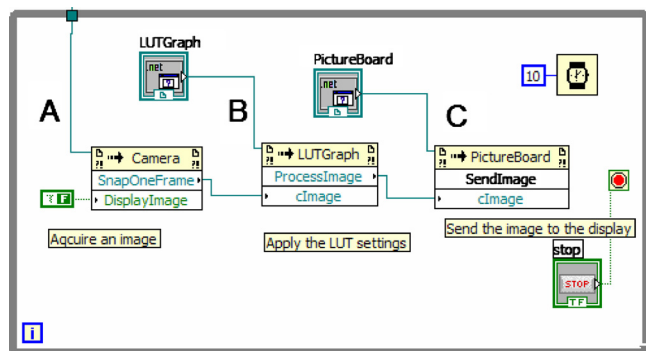 LUTGraph
.net
PictureBoard
.net
10
A
B
C
Camera
SnapOneFrame
DisplayImage
T F
LUTGraph
ProcessImage
cImage
PictureBoard
SendImage
cImage
Aqcuire an image
Apply the LUT settings
Send the image to the display
stop
STOP
TF
i